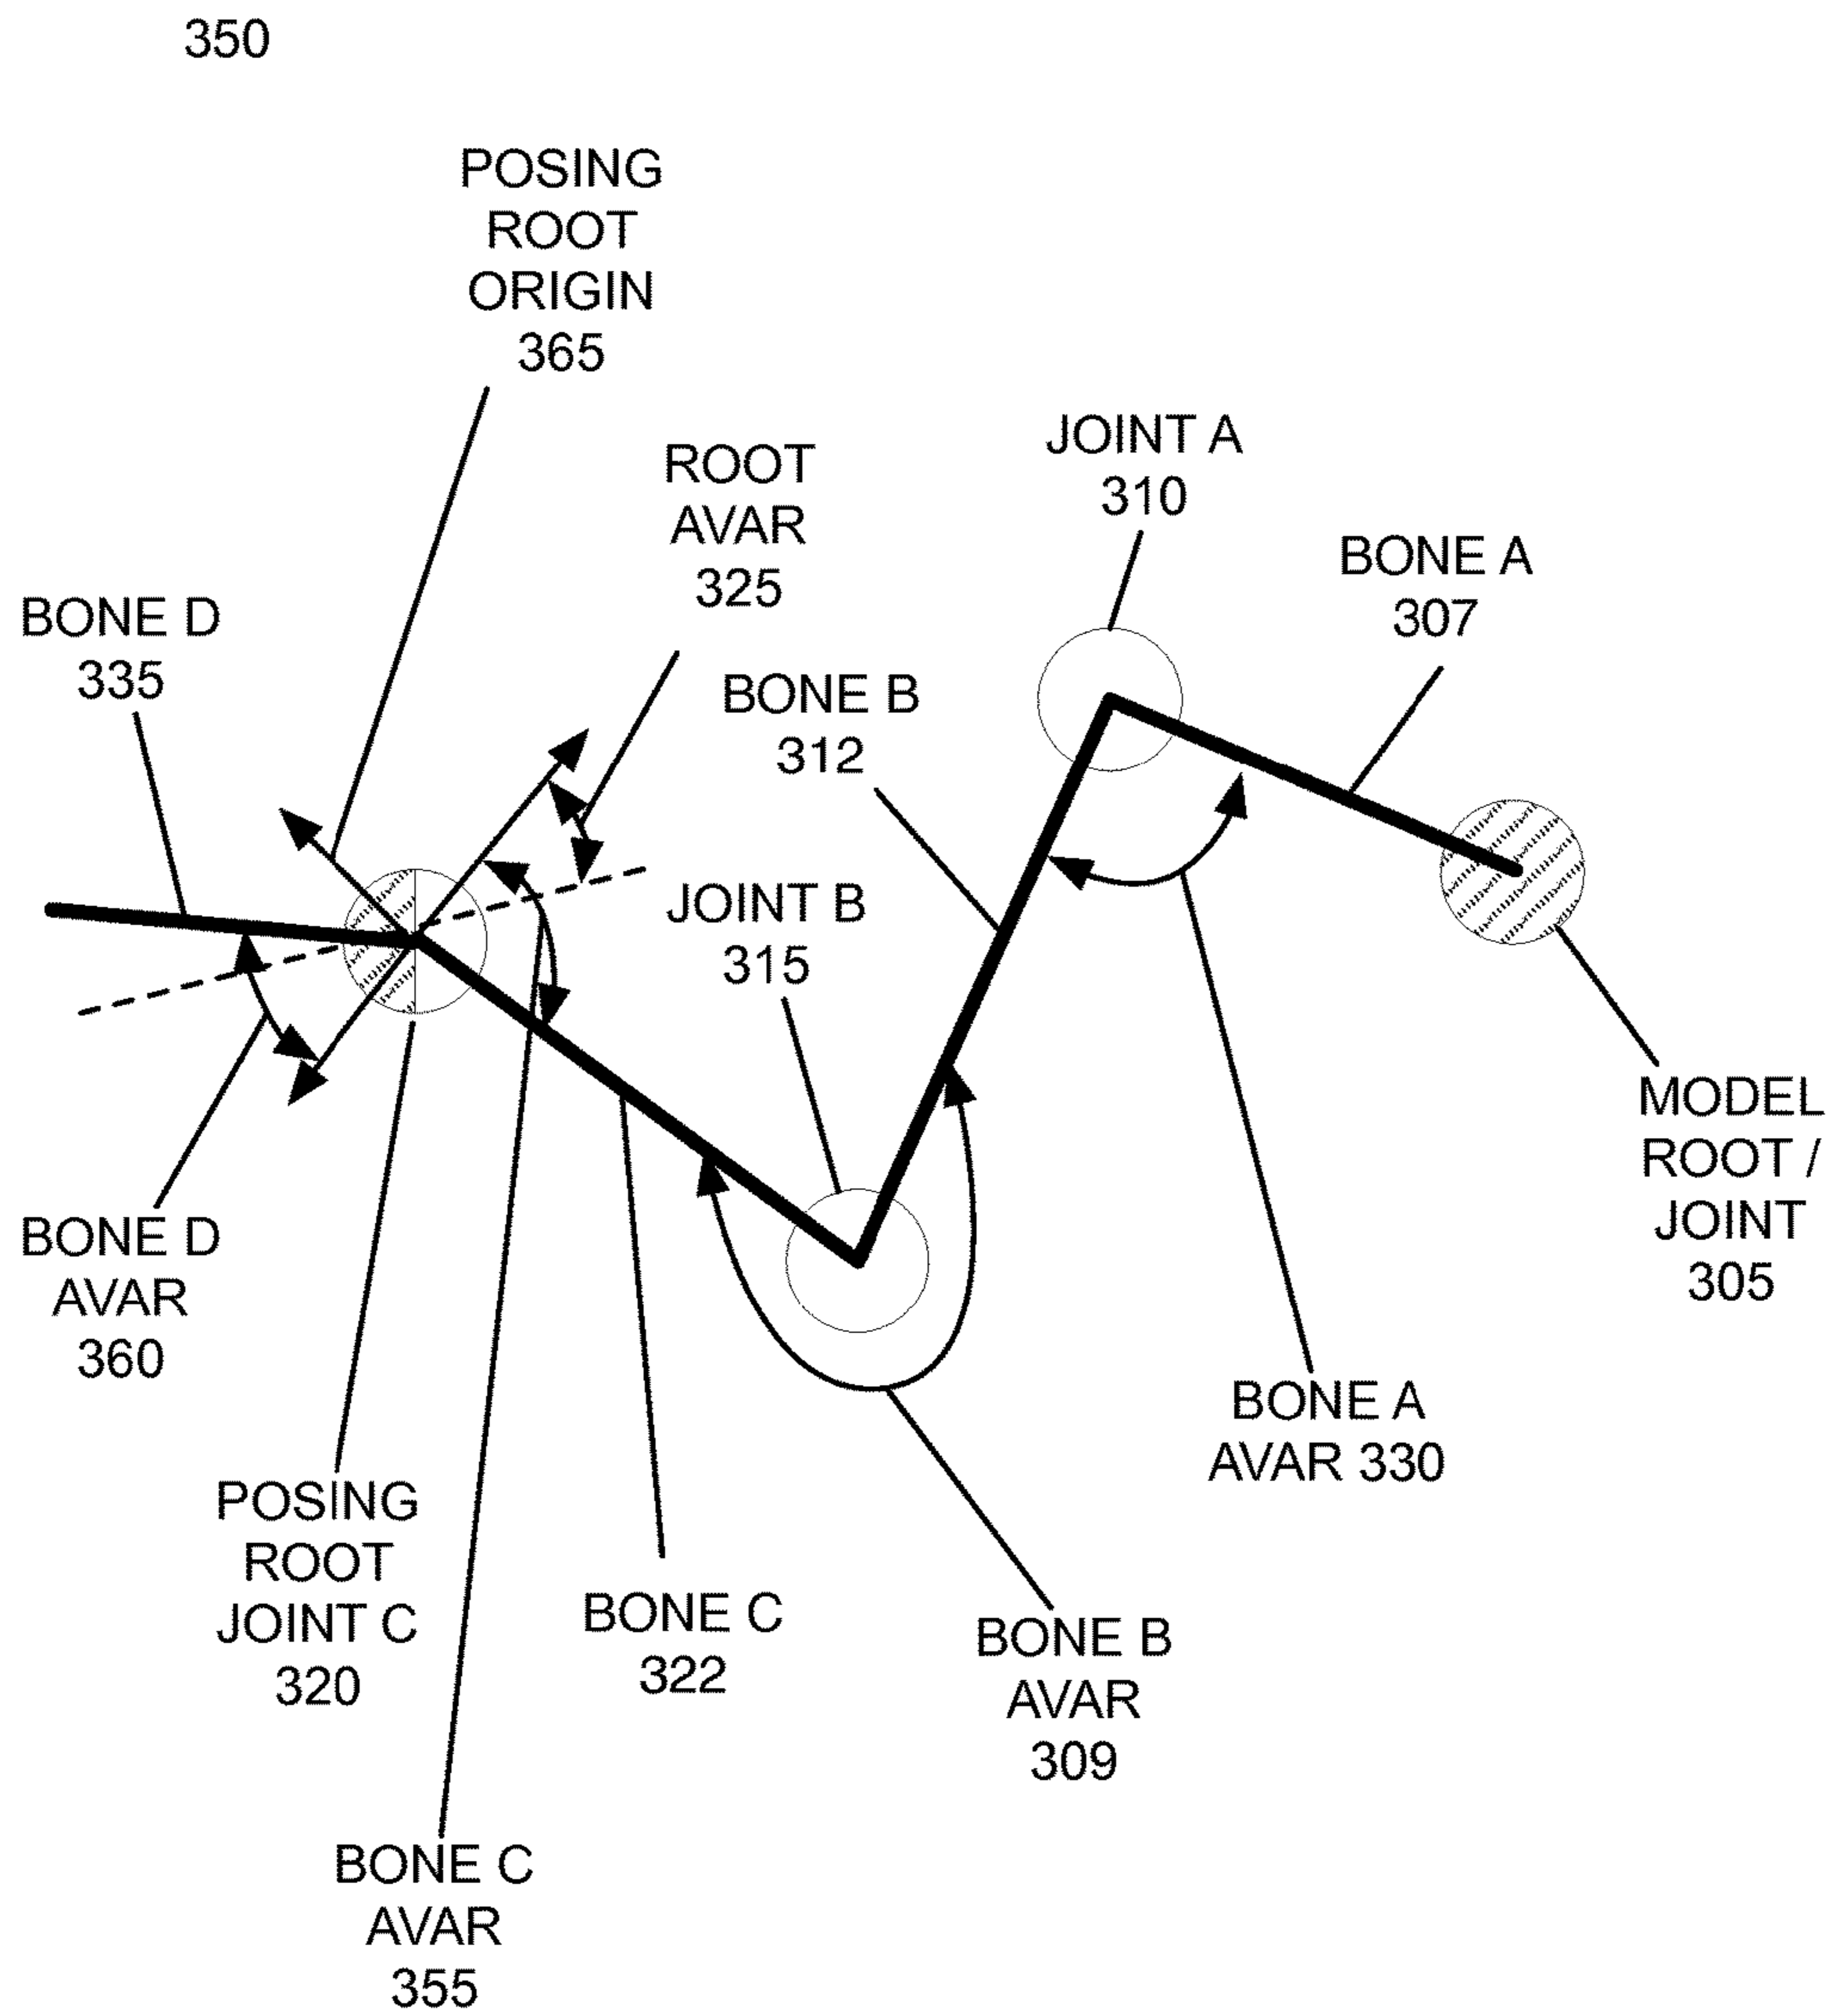 350
POSING
ROOT
ORIGIN
365
ROOT
AVAR
325
JOINT A
310
BONE A
307
BONE D
335
BONE B
312
JOINT B
315
MODEL
ROOT /
JOINT
305
BONE D
AVAR
360
BONE A
AVAR 330
POSING
ROOT
JOINT C
320
BONE C
322
BONE B
AVAR
309
BONE C
AVAR
355